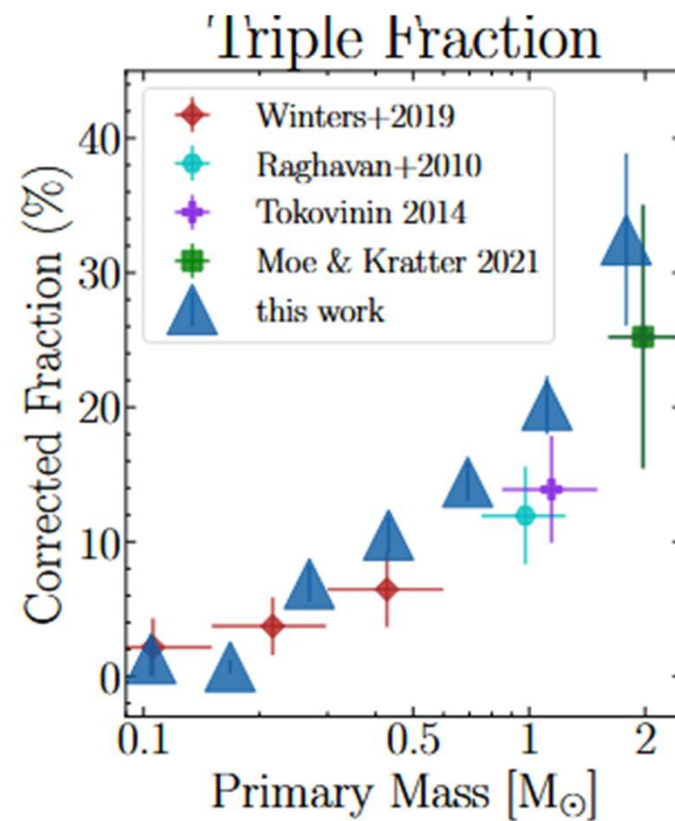 Triple Fraction
Winters+2019
Raghavan+2010
Tokovinin 2014
Moe & Kratter 2021
this work
Corrected Fraction (%)
40
30
20
10
0
0.1 0.5 1 2
Primary Mass [M☉]